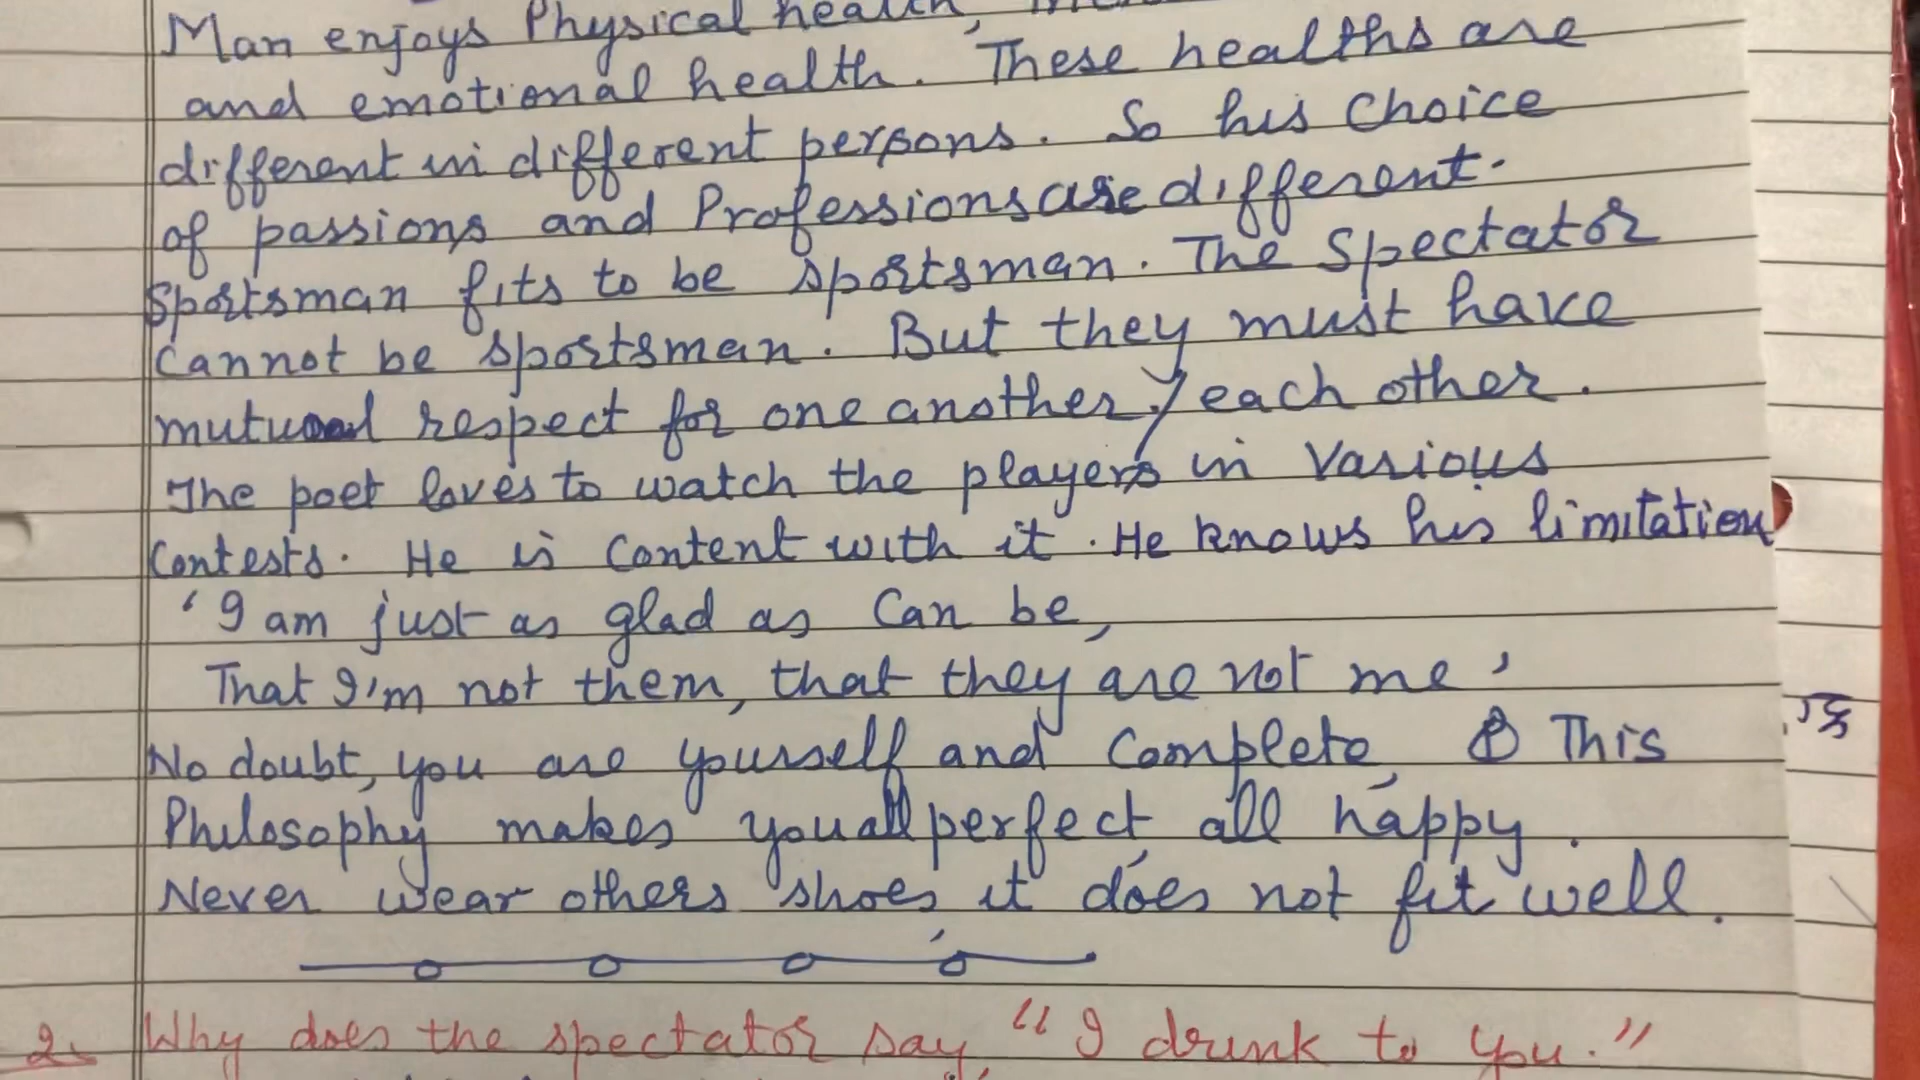 Man enjoys Physical health,
and emotional health. These healths are
different in different persons. So his choice
of passions and Professions are different.
Sportsman fits to be sportsman. The Spectator
Cannot be sportsman. But they must have
mutual respect for one another / each other.
The poet loves to watch the players in various
Contests. He is Content with it. He knows his limitation
'I am just as glad as Can be,
That I'm not them, that they are not me'
No doubt, you are yourself and Complete, This
Philosophy makes you all perfect, all happy.
Never wear others shoes, it does not fit well.
2. Why does the spectator say, "I drunk to you."